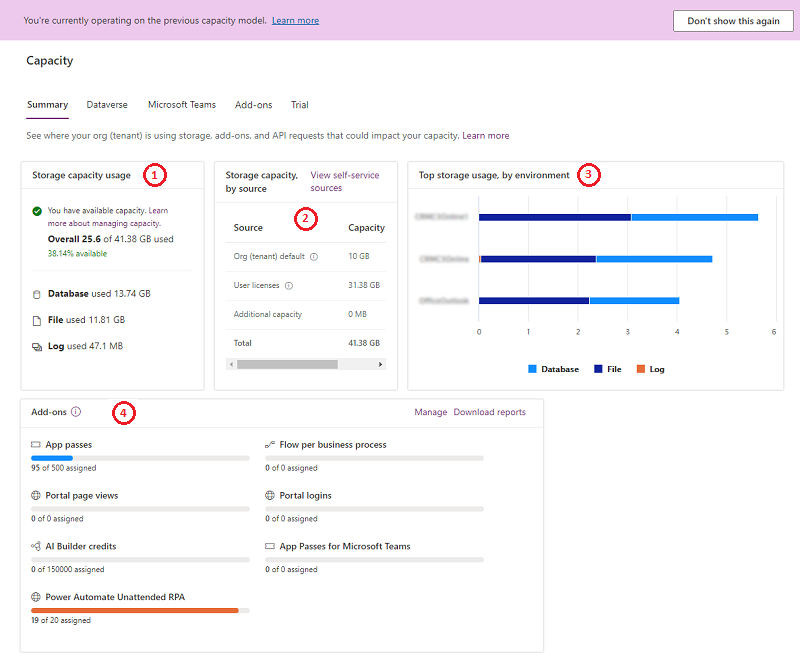 You're currently operating on the previous capacity model. Learn more
Don't show this again
Capacity
Summary
Dataverse
Microsoft Teams
Add-ons
Trial
See where your org (tenant) is using storage, add-ons, and API requests that could impact your capacity. Learn more
Storage capacity usage
1
You have available capacity. Learn
more about managing capacity.
Overall 25.6 of 41.38 GB used
38.14% available
Database used 13.74 GB
File used 11.81 GB
Log used 47.1 MB
Storage capacity,
by source
View self-service
sources
2
Source
Capacity
Org (tenant) default
10 GB
User licenses
31.38 GB
Additional capacity
0 MB
Total
41.38 GB
Top storage usage, by environment
3
0 1 2 3 4 5 6
Database File Log
Add-ons
4
Manage
Download reports
App passes
95 of 500 assigned
Flow per business process
0 of 0 assigned
Portal page views
0 of 0 assigned
Portal logins
0 of 0 assigned
AI Builder credits
0 of 150000 assigned
App Passes for Microsoft Teams
0 of 0 assigned
Power Automate Unattended RPA
19 of 20 assigned